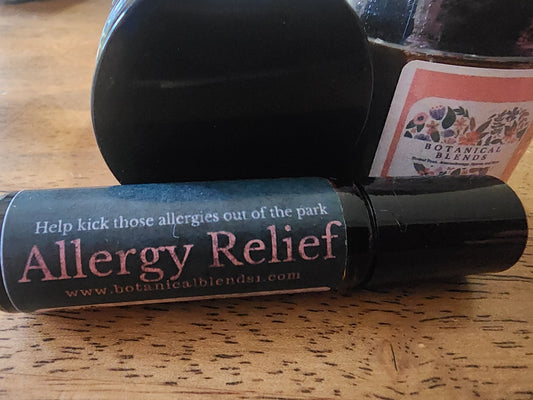 BOTANICAL
BLENDS
Help kick those allergies out of the park
Allergy Relief
www.botanicalblends1.com